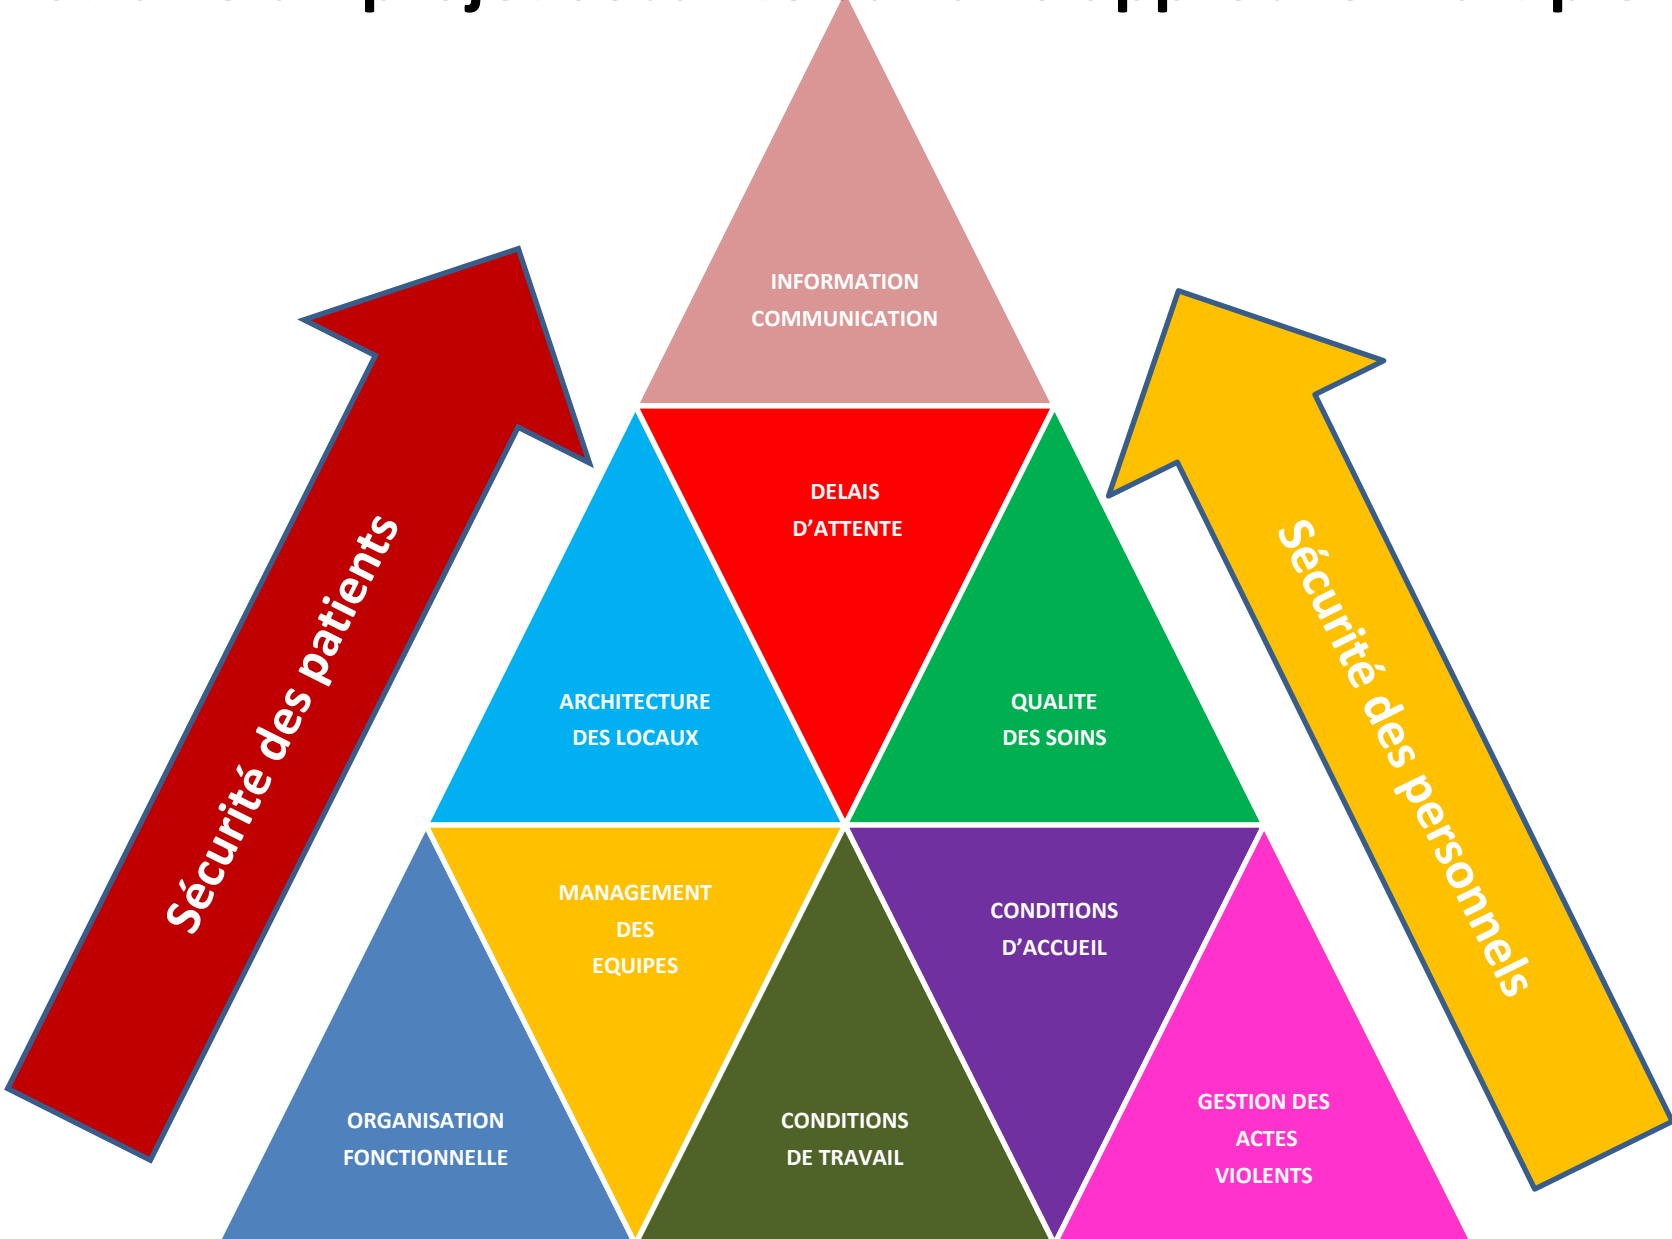 INFORMATION
COMMUNICATION
DELAIS
D’ATTENTE
ARCHITECTURE
DES LOCAUX
QUALITE
DES SOINS
MANAGEMENT
DES
EQUIPES
CONDITIONS
D’ACCUEIL
ORGANISATION
FONCTIONNELLE
CONDITIONS
DE TRAVAIL
GESTION DES
ACTES
VIOLENTS
Sécurité des patients
Sécurité des personnels